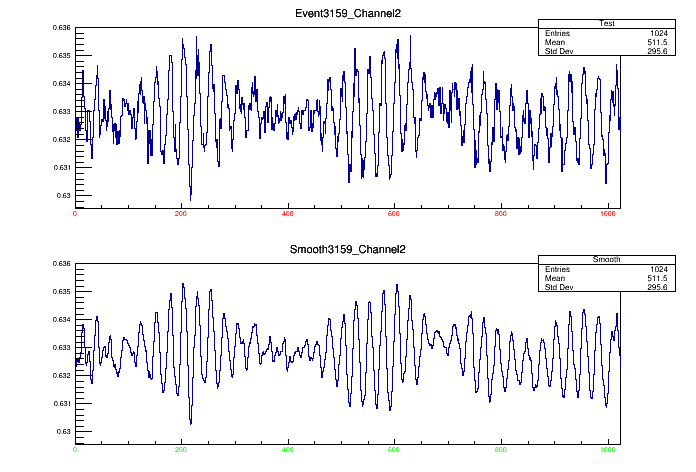 Event3159_Channel2
Test
Entries 1024
Mean 511.5
Std Dev 295.6
0.636
0.635
0.634
0.633
0.632
0.631
0.63
0 200 400 600 800 1000
Smooth3159_Channel2
Smooth
Entries 1024
Mean 511.5
Std Dev 295.6
0.636
0.635
0.634
0.633
0.632
0.631
0.63
0 200 400 600 800 1000